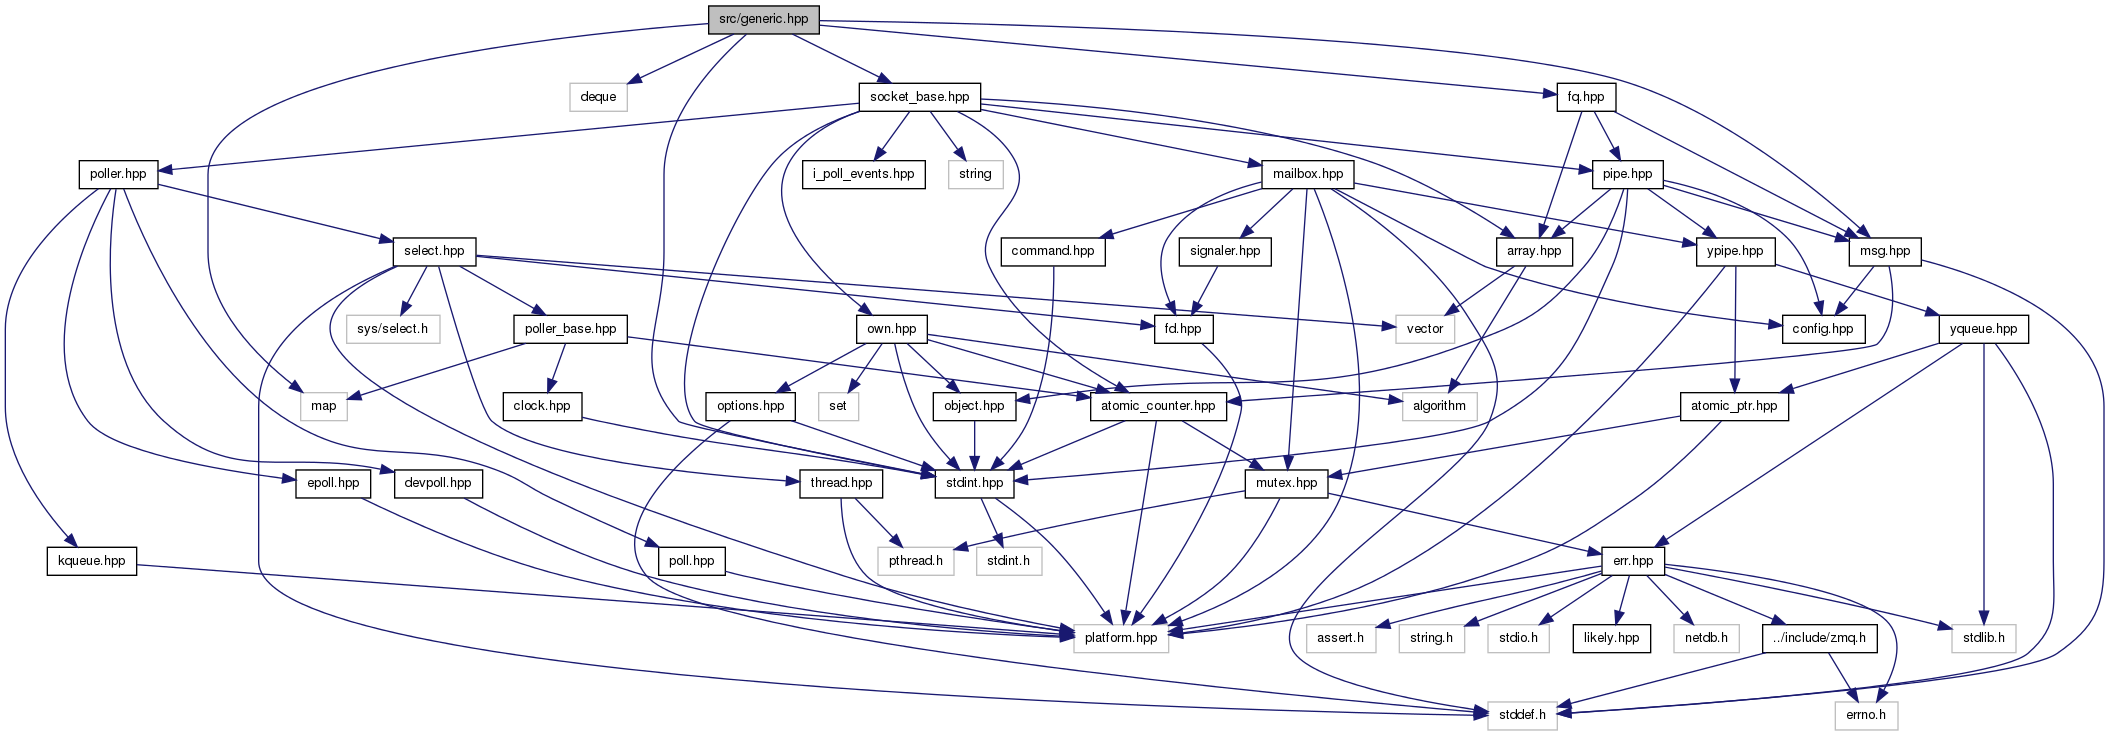 src/generic.hpp
deque
socket_base.hpp
fq.hpp
poller.hpp
i_poll_events.hpp
string
mailbox.hpp
pipe.hpp
select.hpp
command.hpp
signaler.hpp
array.hpp
ypipe.hpp
msg.hpp
sys/select.h
poller_base.hpp
own.hpp
fd.hpp
vector
config.hpp
yqueue.hpp
map
clock.hpp
options.hpp
set
object.hpp
atomic_counter.hpp
algorithm
atomic_ptr.hpp
epoll.hpp
devpoll.hpp
thread.hpp
stdint.hpp
mutex.hpp
kqueue.hpp
poll.hpp
pthread.h
stdint.h
err.hpp
platform.hpp
assert.h
string.h
stdio.h
likely.hpp
netdb.h
../include/zmq.h
stdlib.h
stddef.h
errno.h